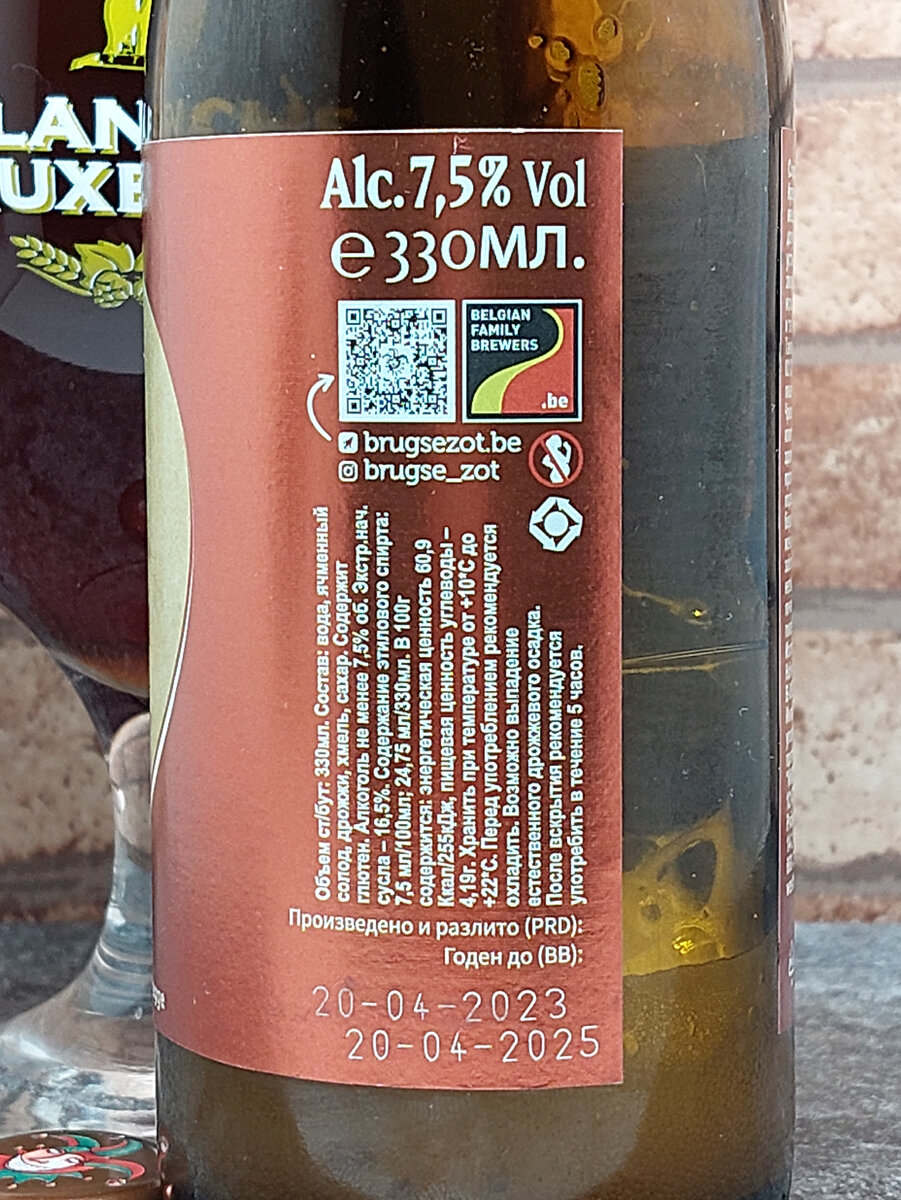 LAN
UXE
Alc.7,5% Vol
e 330мл.
BELGIAN
FAMILY
BREWERS
.be
brugsezot.be
brugse_zot
Объем ст/бут: 330мл. Состав: вода, ячменный
солод, дрожжи, хмель, сахар. Содержит
глютен. Алкоголь не менее 7,5% об. Экстр.нач.
сусла – 16,5%. Содержание этилового спирта:
7,5 мл/100мл; 24,75 мл/330мл. В 100г
содержится: энергетическая ценность 60,9
Ккал/255кДж, пищевая ценность углеводы –
4,19г. Хранить при температуре от +10°C до
+22°C. Перед употреблением рекомендуется
охладить. Возможно выпадение
естественного дрожжевого осадка.
После вскрытия рекомендуется
употребить в течение 5 часов.
Произведено и разлито (PRD):
Годен до (BB):
20-04-2023
20-04-2025